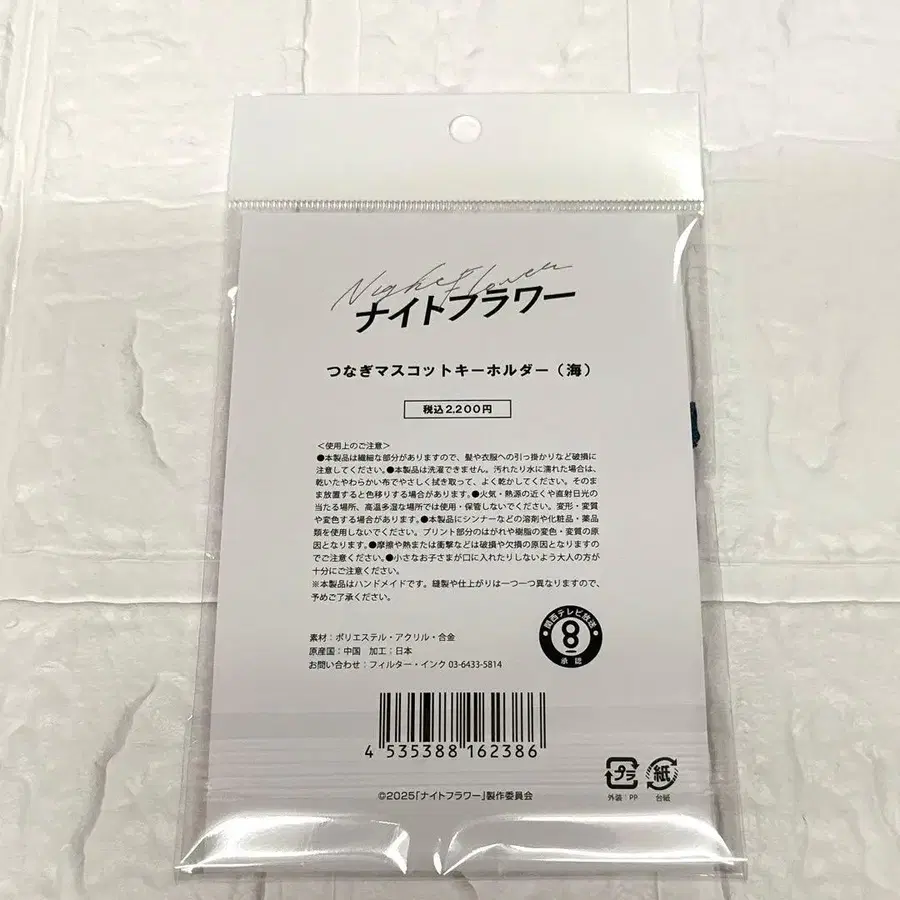 Night Flower
ナイトフラワー
つなぎマスコットキーホルダー（海）
税込2,200円
＜使用上のご注意＞
●本製品は繊細な部分がありますので、髪や衣服への引っ掛かりなど破損に
注意してください。●本製品は洗濯できません。汚れたり水に濡れた場合は、
乾いたやわらかい布でやさしく拭き取って、よく乾かしてください。そのま
ま放置すると色移りする場合があります。●火気・熱源の近くや直射日光の
当たる場所、高温多湿な場所では使用・保管しないでください。変形・変質
や変色する場合があります。●本製品にシンナーなどの溶剤や化粧品・薬品
類を使用しないでください。プリント部分のはがれや樹脂の変色・変質の原
因となります。●摩擦や熱または衝撃などは破損や欠損の原因となりますの
でご注意ください。●小さなお子さまが口に入れたりしないよう大人の方が
十分にご注意ください。
※本製品はハンドメイドです。縫製や仕上がりは一つ一つ異なりますので、
予めご了承ください。
素材：ポリエステル・アクリル・合金
原産国：中国　加工：日本
お問い合わせ：フィルター・インク 03-6433-5814
関西テレビ放送
8
承認
4 535388 162386
プラ
外装：PP
紙
台紙
©2025「ナイトフラワー」製作委員会